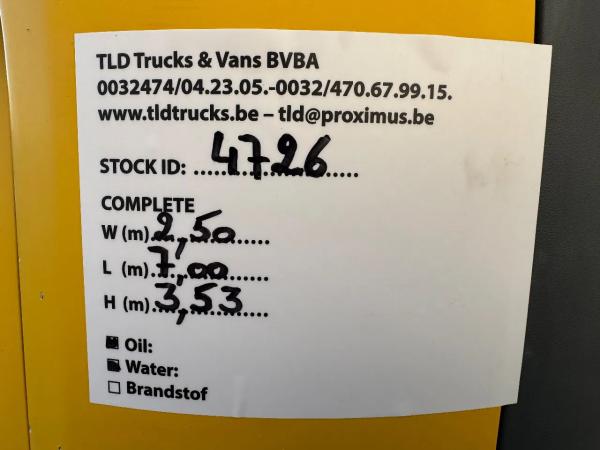 TLD Trucks & Vans BVBA
0032474/04.23.05.-0032/470.67.99.15.
www.tldtrucks.be – tld@proximus.be
STOCK ID: 4726
COMPLETE
W (m) 2,50
L (m) 7,00
H (m) 3,53
Oil:
Water:
Brandstof